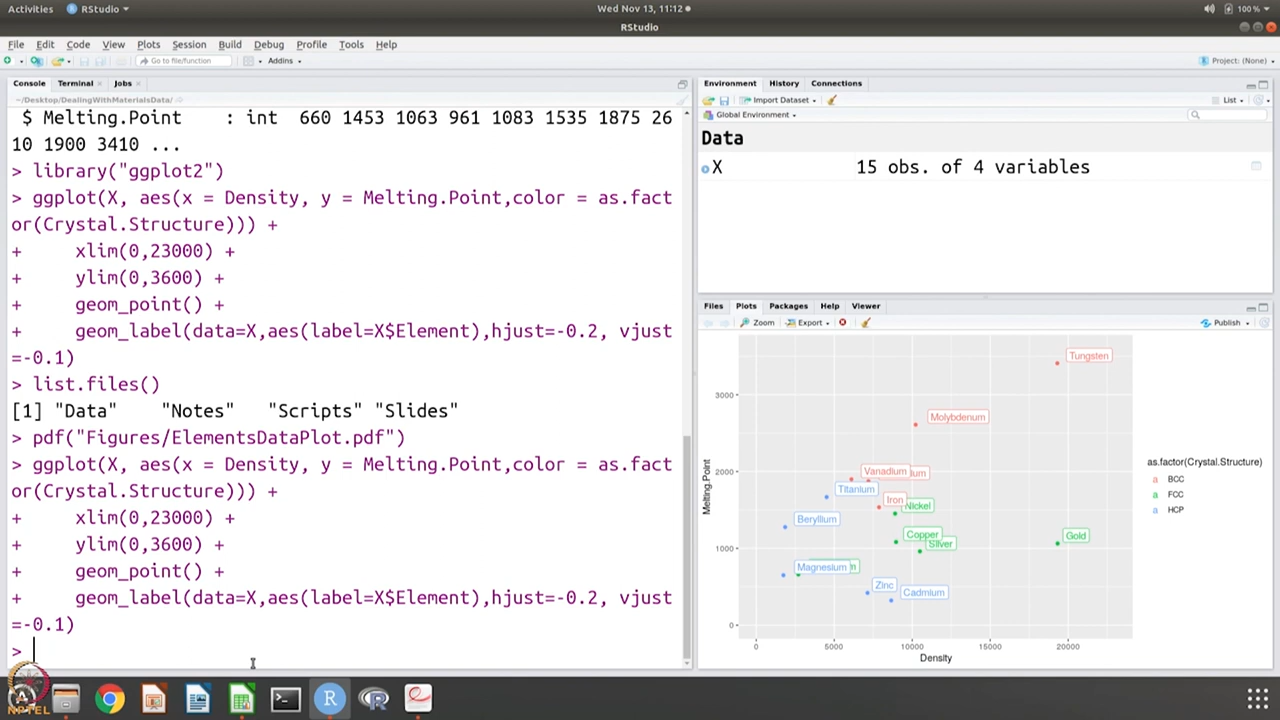 Activities RStudio Wed Nov 13, 11:12 100 %
RStudio
File Edit Code View Plots Session Build Debug Profile Tools Help
Go to file/function Addins Project: (None)
Console Terminal Jobs
~/Desktop/DealingWithMaterialsData/
$ Melting.Point : int 660 1453 1063 961 1083 1535 1875 26
10 1900 3410 ...
> library("ggplot2")
> ggplot(X, aes(x = Density, y = Melting.Point,color = as.fact
or(Crystal.Structure))) +
+ xlim(0,23000) +
+ ylim(0,3600) +
+ geom_point() +
+ geom_label(data=X,aes(label=X$Element),hjust=-0.2, vjust
=-0.1)
> list.files()
[1] "Data" "Notes" "Scripts" "Slides"
> pdf("Figures/ElementsDataPlot.pdf")
> ggplot(X, aes(x = Density, y = Melting.Point,color = as.fact
or(Crystal.Structure))) +
+ xlim(0,23000) +
+ ylim(0,3600) +
+ geom_point() +
+ geom_label(data=X,aes(label=X$Element),hjust=-0.2, vjust
=-0.1)
>
NPTEL
Environment History Connections
Import Dataset List
Global Environment
Data
X 15 obs. of 4 variables
Files Plots Packages Help Viewer
Zoom Export Publish
Tungsten
3000
Molybdenum
2000
Vanadium
Titanium
Iron
Nickel
Beryllium
Copper
Silver
Gold
1000
Magnesium
Zinc
Cadmium
0
0 5000 10000 15000 20000
Density
Melting.Point
as.factor(Crystal.Structure)
a BCC
a FCC
a HCP